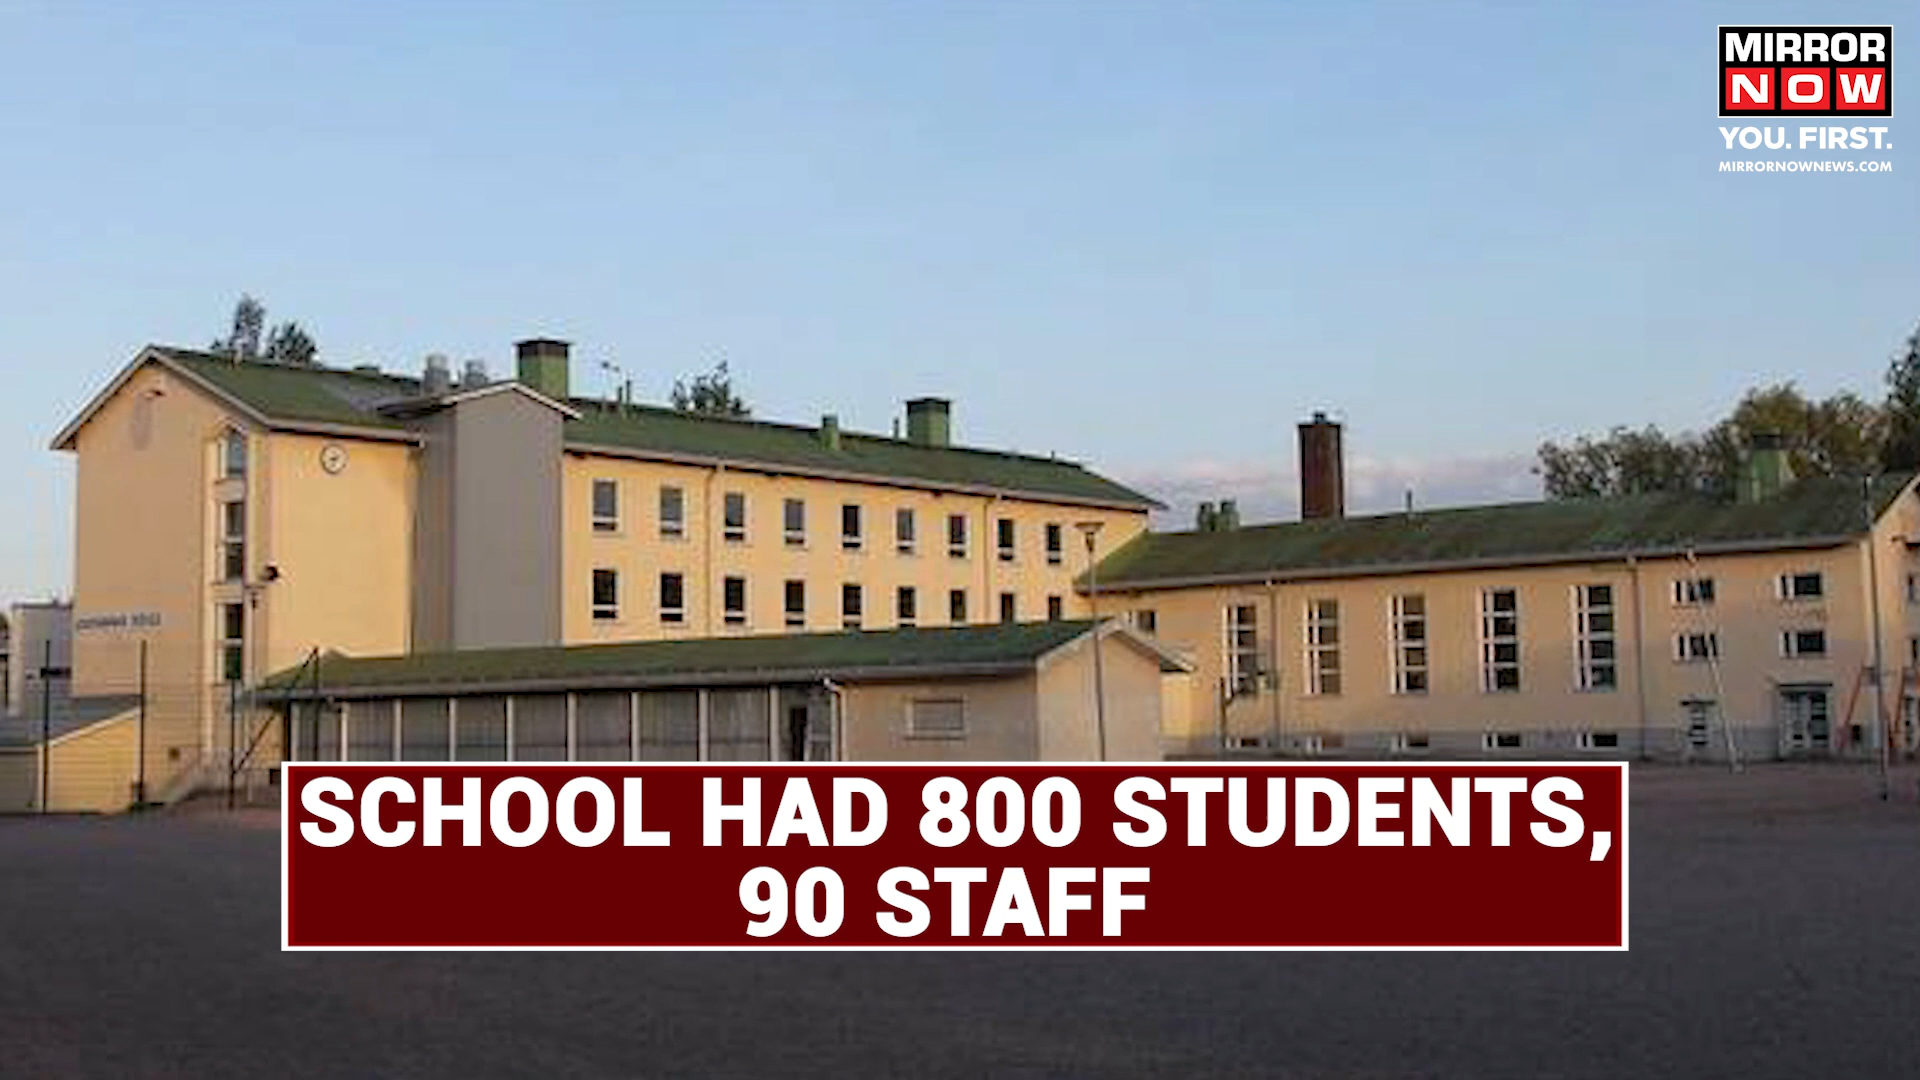 MIRROR
NOW
YOU. FIRST.
MIRRORNOWNEWS.COM
SCHOOL HAD 800 STUDENTS,
90 STAFF